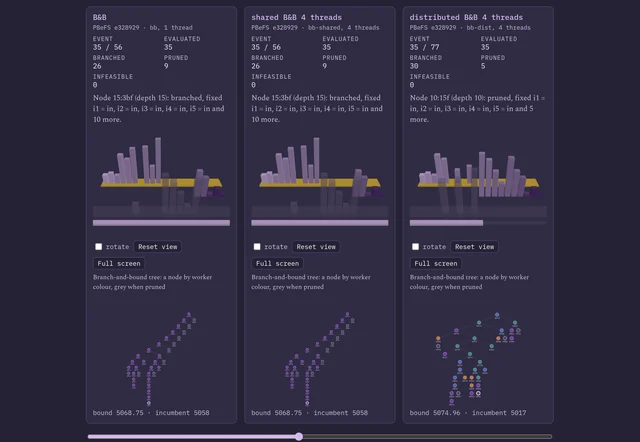 B&B
PBeFS e328929 · bb, 1 thread
EVENT
35 / 56
EVALUATED
35
BRANCHED
26
PRUNED
9
INFEASIBLE
0
Node 15:3bf (depth 15): branched, fixed
i1 = in, i2 = in, i3 = in, i4 = in, i5 = in and
10 more.
rotate
Reset view
Full screen
Branch-and-bound tree: a node by worker
colour, grey when pruned
bound 5068.75 · incumbent 5058
shared B&B 4 threads
PBeFS e328929 · bb-shared, 4 threads
EVENT
35 / 56
EVALUATED
35
BRANCHED
26
PRUNED
9
INFEASIBLE
0
Node 15:3bf (depth 15): branched, fixed
i1 = in, i2 = in, i3 = in, i4 = in, i5 = in and
10 more.
rotate
Reset view
Full screen
Branch-and-bound tree: a node by worker
colour, grey when pruned
bound 5068.75 · incumbent 5058
distributed B&B 4 threads
PBeFS e328929 · bb-dist, 4 threads
EVENT
35 / 77
EVALUATED
35
BRANCHED
30
PRUNED
5
INFEASIBLE
0
Node 10:15f (depth 10): pruned, fixed i1 =
in, i2 = in, i3 = in, i4 = in, i5 = in and 5
more.
rotate
Reset view
Full screen
Branch-and-bound tree: a node by worker
colour, grey when pruned
bound 5074.96 · incumbent 5017